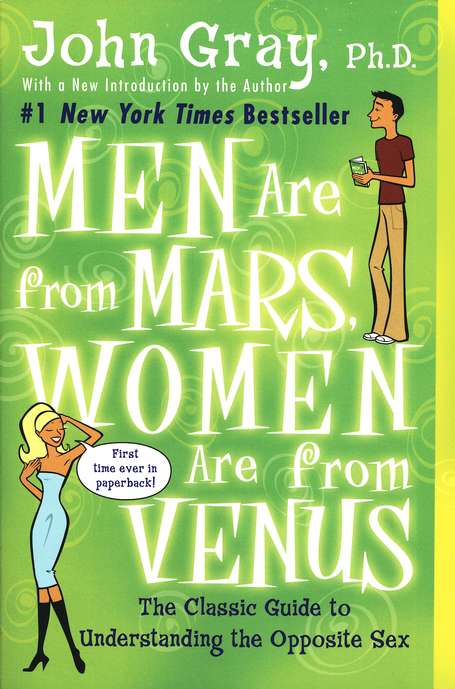 John Gray, Ph.D.
With a New Introduction by the Author
#1 New York Times Bestseller
MEN Are
from MARS,
WOMEN
Are from
VENUS
First
time ever in
paperback!
The Classic Guide to
Understanding the Opposite Sex